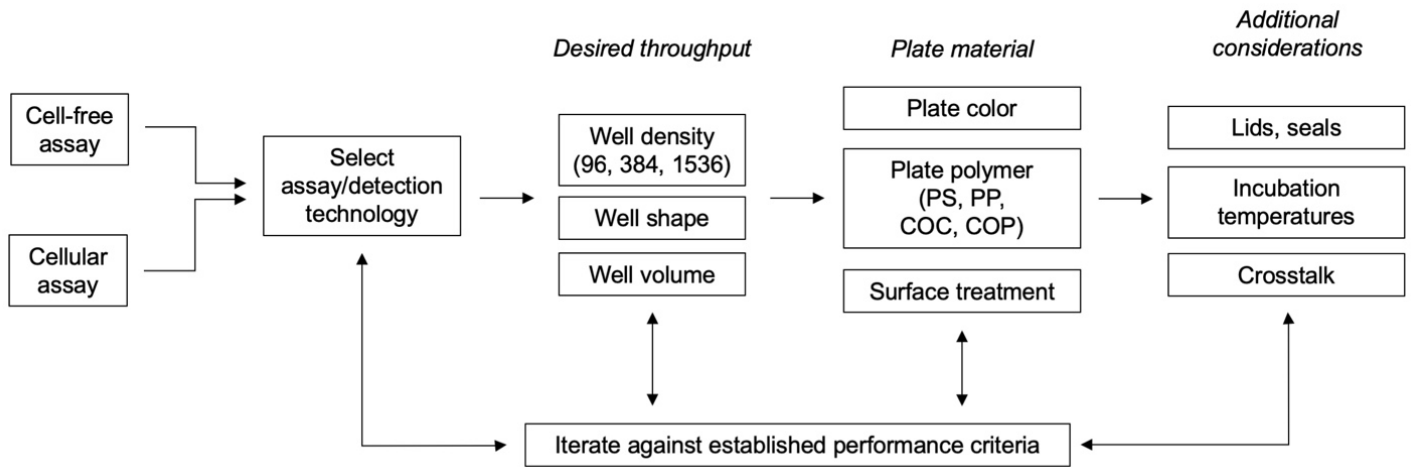 Cell-free
assay
Cellular
assay
Select
assay/detection
technology
Desired throughput
Well density
(96, 384, 1536)
Well shape
Well volume
Plate material
Plate color
Plate polymer
(PS, PP,
COC, COP)
Surface treatment
Additional
considerations
Lids, seals
Incubation
temperatures
Crosstalk
Iterate against established performance criteria